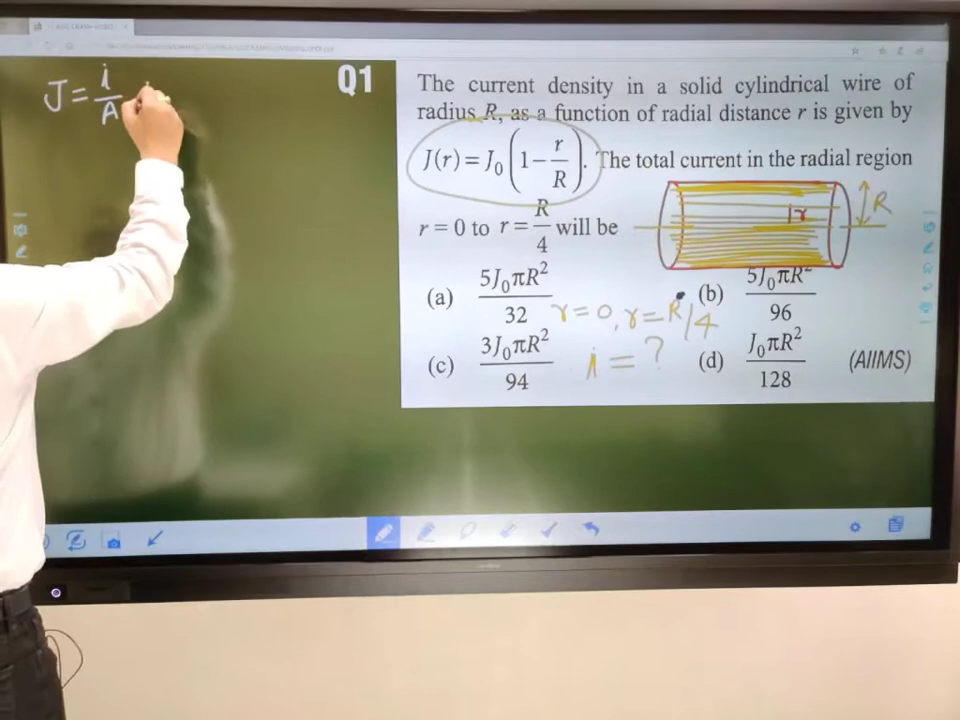 J = i/A
Q1
The current density in a solid cylindrical wire of
radius R, as a function of radial distance r is given by
J(r) = J₀(1 − r/R). The total current in the radial region
r = 0 to r = R/4 will be
R
r
(a) 5J₀πR²/32
(b) 5J₀πR²/96
r = 0, r = R/4
(c) 3J₀πR²/94
i = ?
(d) J₀πR²/128
(AIIMS)